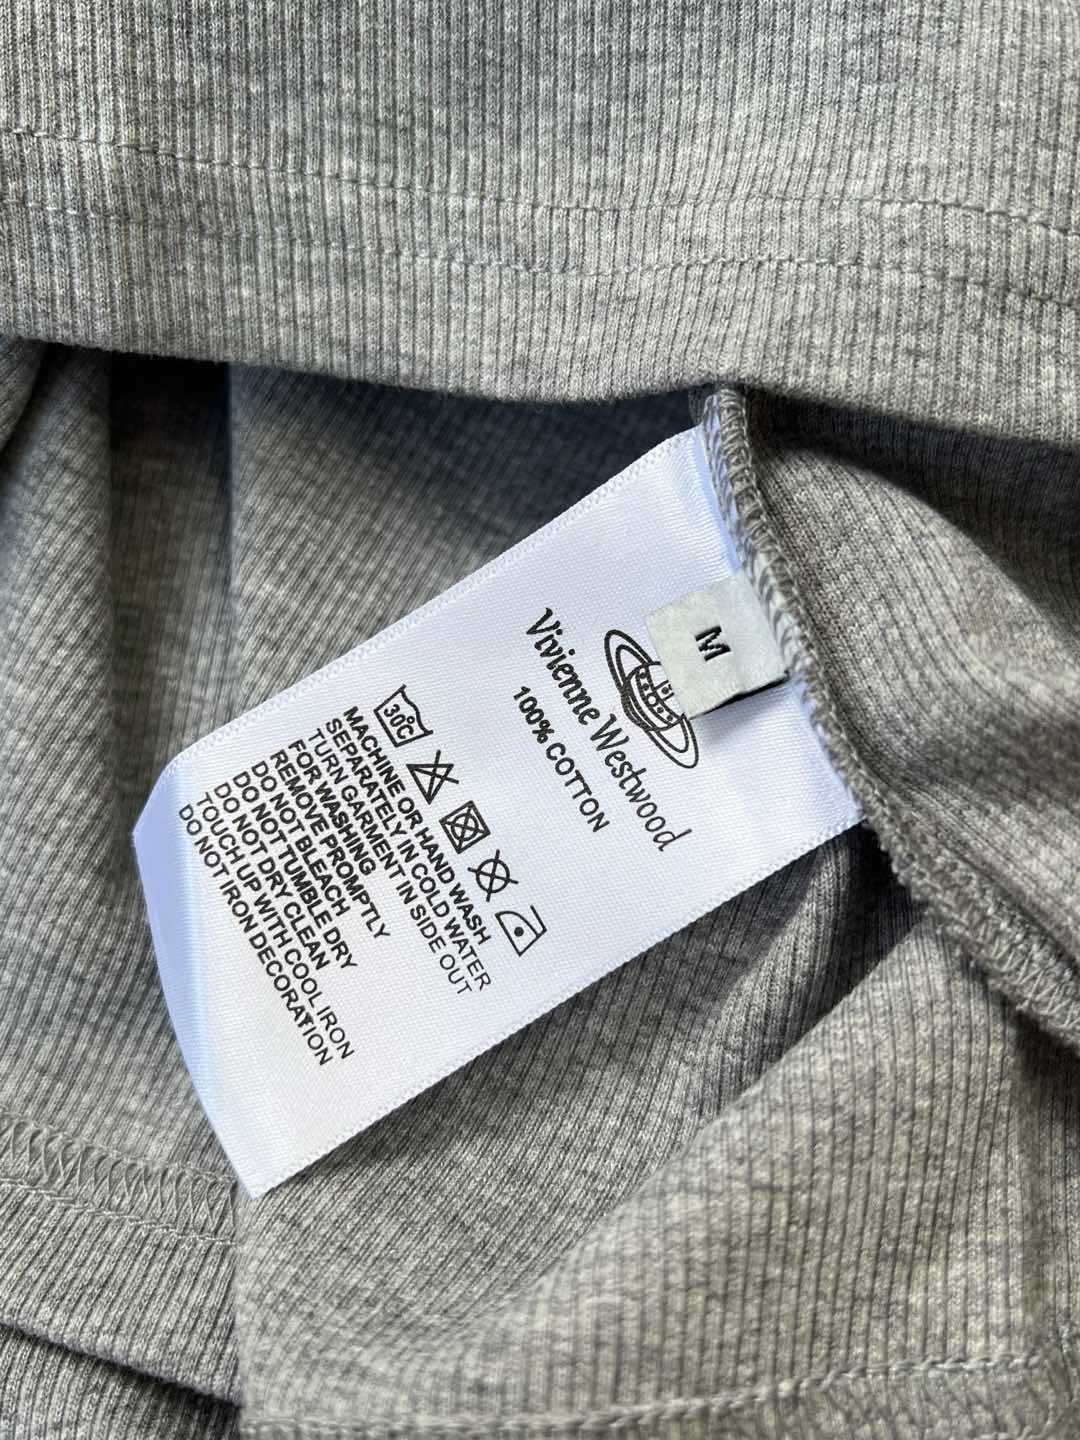 M
Vivienne Westwood
100% COTTON
30°C
MACHINE OR HAND WASH
SEPARATELY IN COLD WATER
TURN GARMENT IN SIDE OUT
FOR WASHING
REMOVE PROMPTLY
DO NOT BLEACH
DO NOT TUMBLE DRY
DO NOT DRY CLEAN
TOUCH UP WITH COOL IRON
DO NOT IRON DECORATION